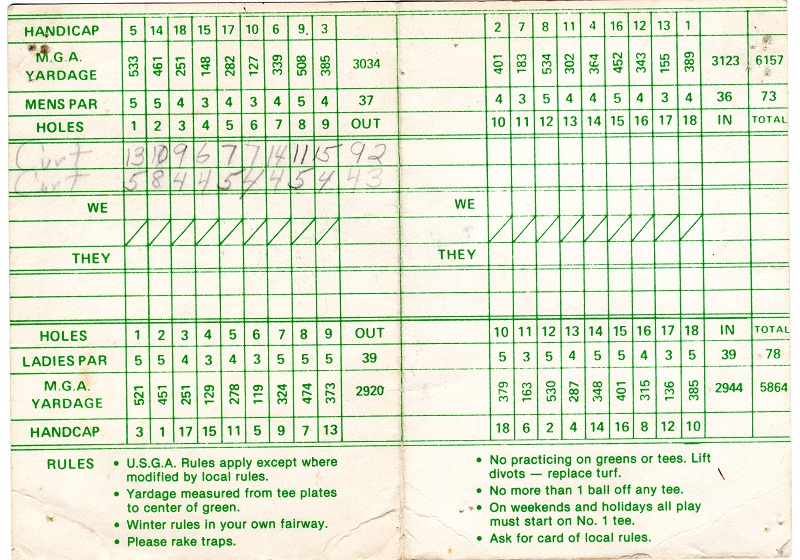 HANDICAP 5 14 18 15 17 10 6 9 3 2 7 8 11 4 16 12 13 1
M.G.A. YARDAGE 533 461 251 148 282 127 339 508 385 3034 401 183 534 302 364 452 343 155 389 3123 6157
MENS PAR 5 5 4 3 4 3 4 5 4 37 4 3 5 4 4 5 4 3 4 36 73
HOLES 1 2 3 4 5 6 7 8 9 OUT 10 11 12 13 14 15 16 17 18 IN TOTAL
Curt 13 10 9 6 7 7 14 11 15 92
Curt 5 8 4 4 5 4 4 5 4 43
WE WE
THEY THEY
HOLES 1 2 3 4 5 6 7 8 9 OUT 10 11 12 13 14 15 16 17 18 IN TOTAL
LADIES PAR 5 5 4 3 4 3 5 5 5 39 5 3 5 4 5 5 4 3 5 39 78
M.G.A. YARDAGE 521 451 251 129 278 119 324 474 373 2920 379 163 530 287 348 401 315 136 385 2944 5864
HANDCAP 3 1 17 15 11 5 9 7 13 18 6 2 4 14 16 8 12 10
RULES • U.S.G.A. Rules apply except where
modified by local rules.
• Yardage measured from tee plates
to center of green.
• Winter rules in your own fairway.
• Please rake traps.
• No practicing on greens or tees. Lift
divots — replace turf.
• No more than 1 ball off any tee.
• On weekends and holidays all play
must start on No. 1 tee.
• Ask for card of local rules.